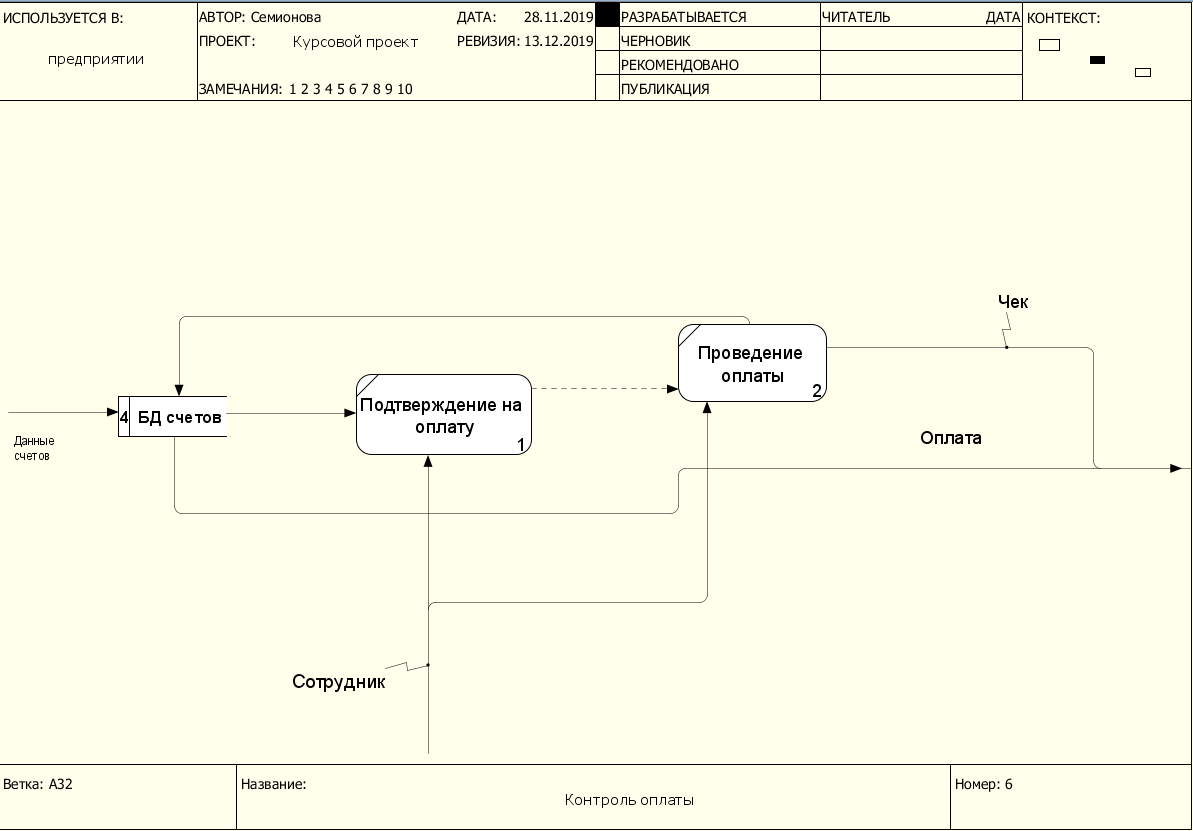 ИСПОЛЬЗУЕТСЯ В:
предприятии
АВТОР: Семионова
ДАТА: 28.11.2019
ПРОЕКТ: Курсовой проект
РЕВИЗИЯ: 13.12.2019
ЗАМЕЧАНИЯ: 1 2 3 4 5 6 7 8 9 10
РАЗРАБАТЫВАЕТСЯ
ЧЕРНОВИК
РЕКОМЕНДОВАНО
ПУБЛИКАЦИЯ
ЧИТАТЕЛЬ
ДАТА
КОНТЕКСТ:
Чек
Проведение
оплаты
2
4 БД счетов
Подтверждение на
оплату
1
Данные
счетов
Оплата
Сотрудник
Ветка: A32
Название:
Контроль оплаты
Номер: 6